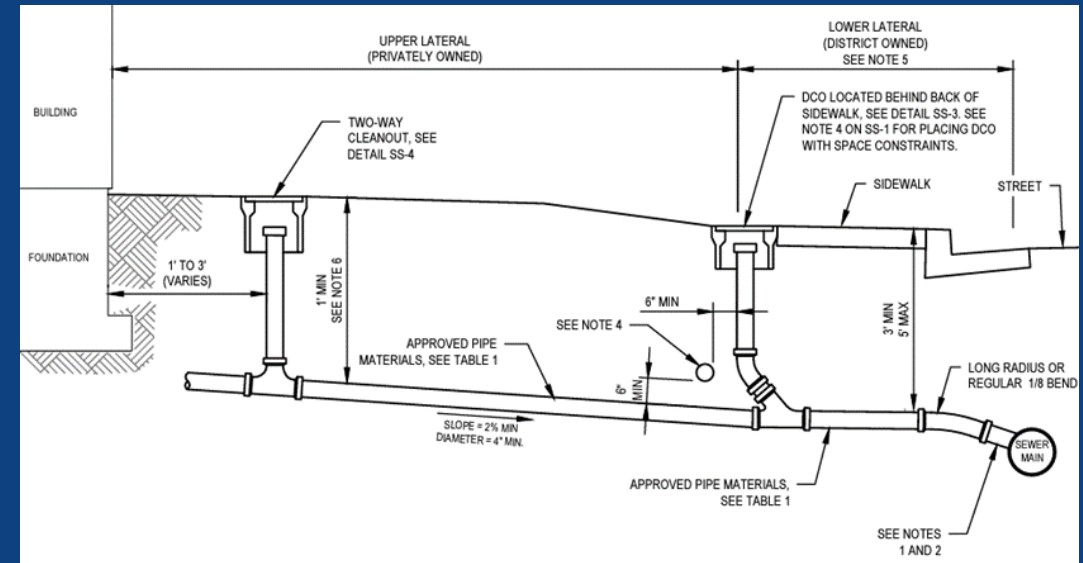 UPPER LATERAL
(PRIVATELY OWNED)
LOWER LATERAL
(DISTRICT OWNED)
SEE NOTE 5
BUILDING
TWO-WAY
CLEANOUT, SEE
DETAIL SS-4
DCO LOCATED BEHIND BACK OF
SIDEWALK, SEE DETAIL SS-3. SEE
NOTE 4 ON SS-1 FOR PLACING DCO
WITH SPACE CONSTRAINTS.
SIDEWALK
STREET
FOUNDATION
1' TO 3'
(VARIES)
1' MIN
SEE NOTE 6
6" MIN
SEE NOTE 4
3' MIN
5' MAX
APPROVED PIPE
MATERIALS, SEE TABLE 1
6"
MIN
LONG RADIUS OR
REGULAR 1/8 BEND
SLOPE = 2% MIN
DIAMETER = 4" MIN.
SEWER
MAIN
APPROVED PIPE MATERIALS,
SEE TABLE 1
SEE NOTES
1 AND 2